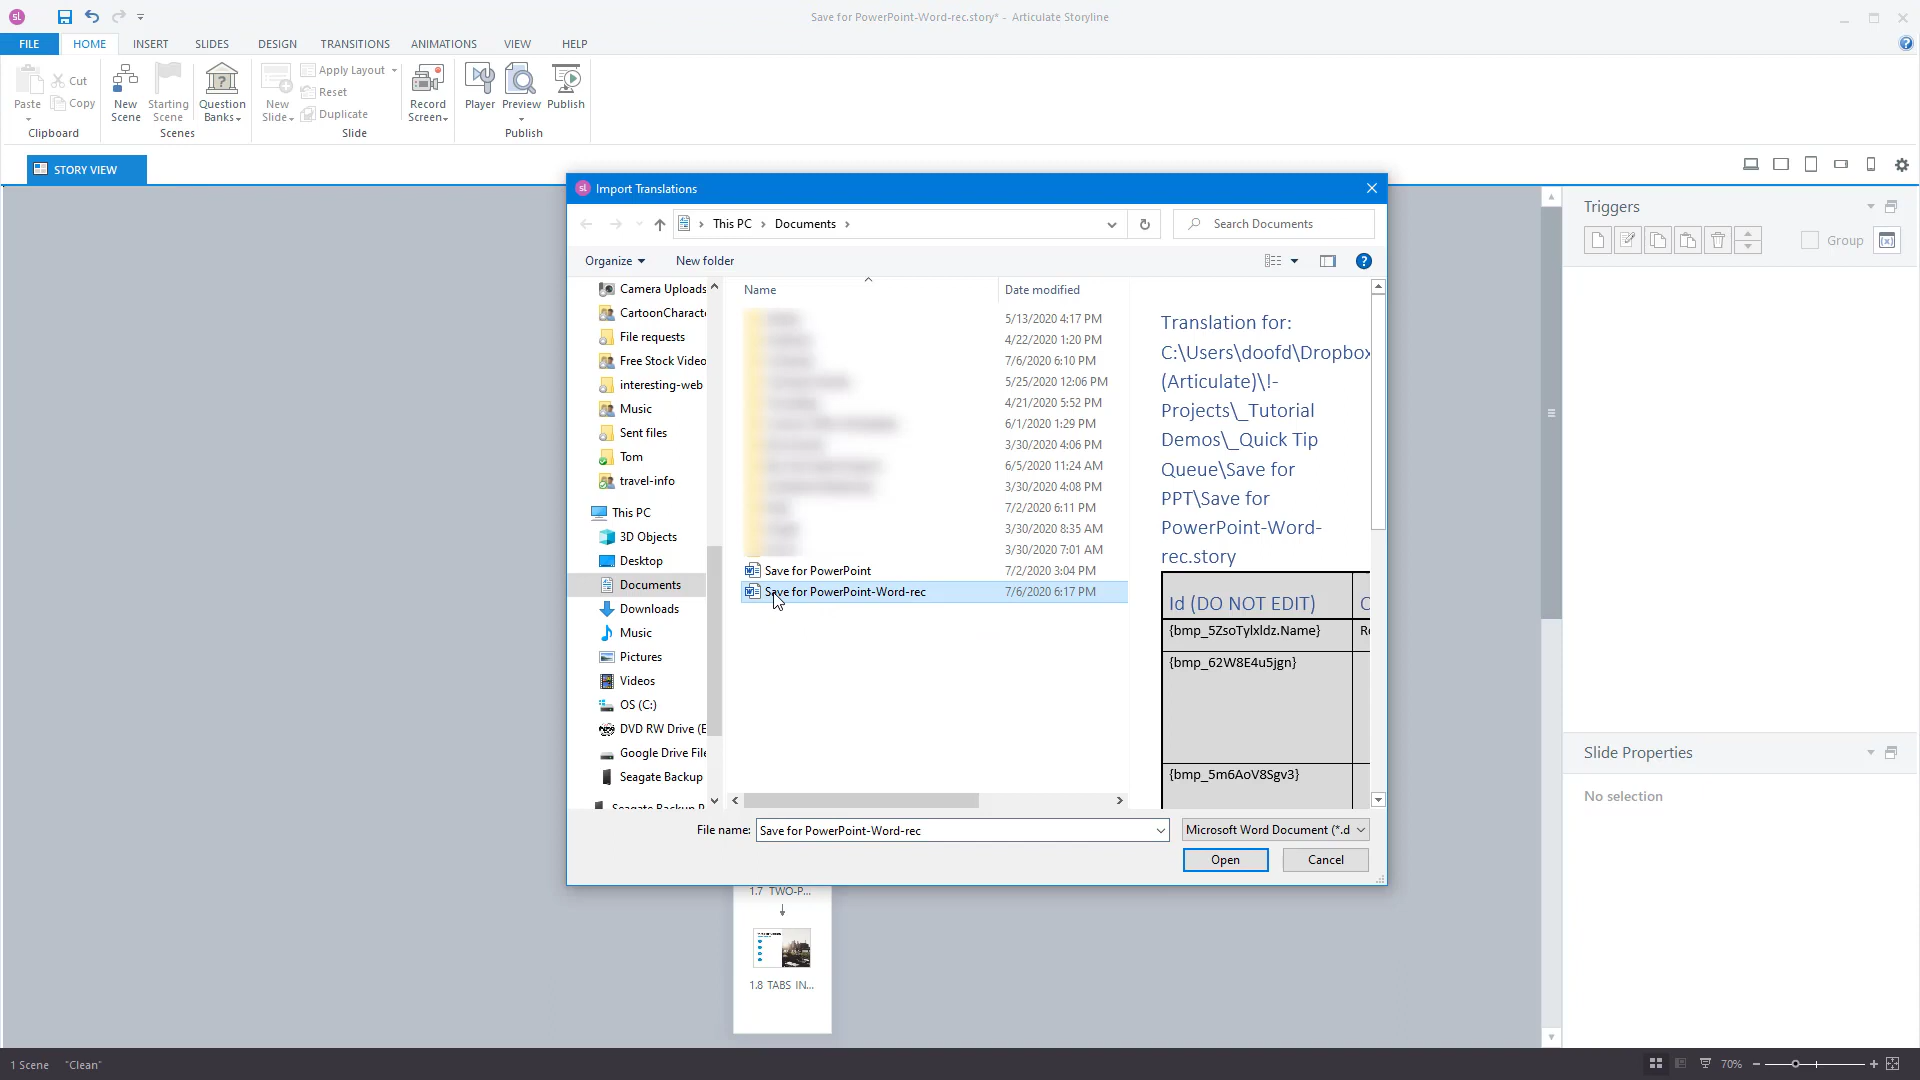 sl
Save for PowerPoint-Word-rec.story* - Articulate Storyline
FILE HOME INSERT SLIDES DESIGN TRANSITIONS ANIMATIONS VIEW HELP
Paste
Cut
Copy
Clipboard
New Scene
Starting Scene
Question Banks
Scenes
New Slide
Apply Layout
Reset
Duplicate
Slide
Record Screen
Player
Preview
Publish
Publish
STORY VIEW
sl Import Translations
This PC > Documents >
Search Documents
Organize
New folder
Camera Uploads
CartoonCharacte
File requests
Free Stock Video
interesting-web
Music
Sent files
Tom
travel-info
This PC
3D Objects
Desktop
Documents
Downloads
Music
Pictures
Videos
OS (C:)
DVD RW Drive (E
Google Drive File
Seagate Backup
Seagate Backup P
Name Date modified
5/13/2020 4:17 PM
4/22/2020 1:20 PM
7/6/2020 6:10 PM
5/25/2020 12:06 PM
4/21/2020 5:52 PM
6/1/2020 1:29 PM
3/30/2020 4:06 PM
6/5/2020 11:24 AM
3/30/2020 4:08 PM
7/2/2020 6:11 PM
3/30/2020 8:35 AM
3/30/2020 7:01 AM
Save for PowerPoint 7/2/2020 3:04 PM
Save for PowerPoint-Word-rec 7/6/2020 6:17 PM
Translation for:
C:\Users\doofd\Dropbox
(Articulate)\!-
Projects\_Tutorial
Demos\_Quick Tip
Queue\Save for
PPT\Save for
PowerPoint-Word-
rec.story
Id (DO NOT EDIT)
{bmp_5ZsoTylxldz.Name}
{bmp_62W8E4u5jgn}
{bmp_5m6AoV8Sgv3}
File name: Save for PowerPoint-Word-rec
Microsoft Word Document (*.d
Open
Cancel
1.7 TWO-P...
1.8 TABS IN...
Triggers
Group
Slide Properties
No selection
1 Scene "Clean"
70%